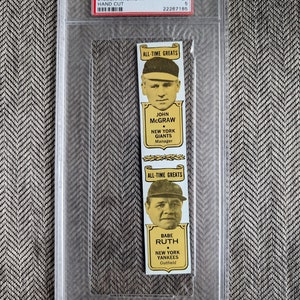 HAND CUT
5
22267165
ALL-TIME GREATS
JOHN
McGRAW
NEW YORK
GIANTS
Manager
ALL-TIME GREATS
BABE
RUTH
NEW YORK
YANKEES
Outfield